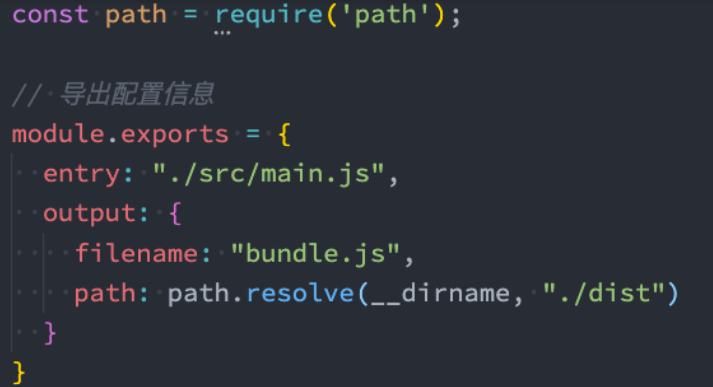 const path = require('path');
// 导出配置信息
module.exports = {
  entry: "./src/main.js",
  output: {
    filename: "bundle.js",
    path: path.resolve(__dirname, "./dist")
  }
}